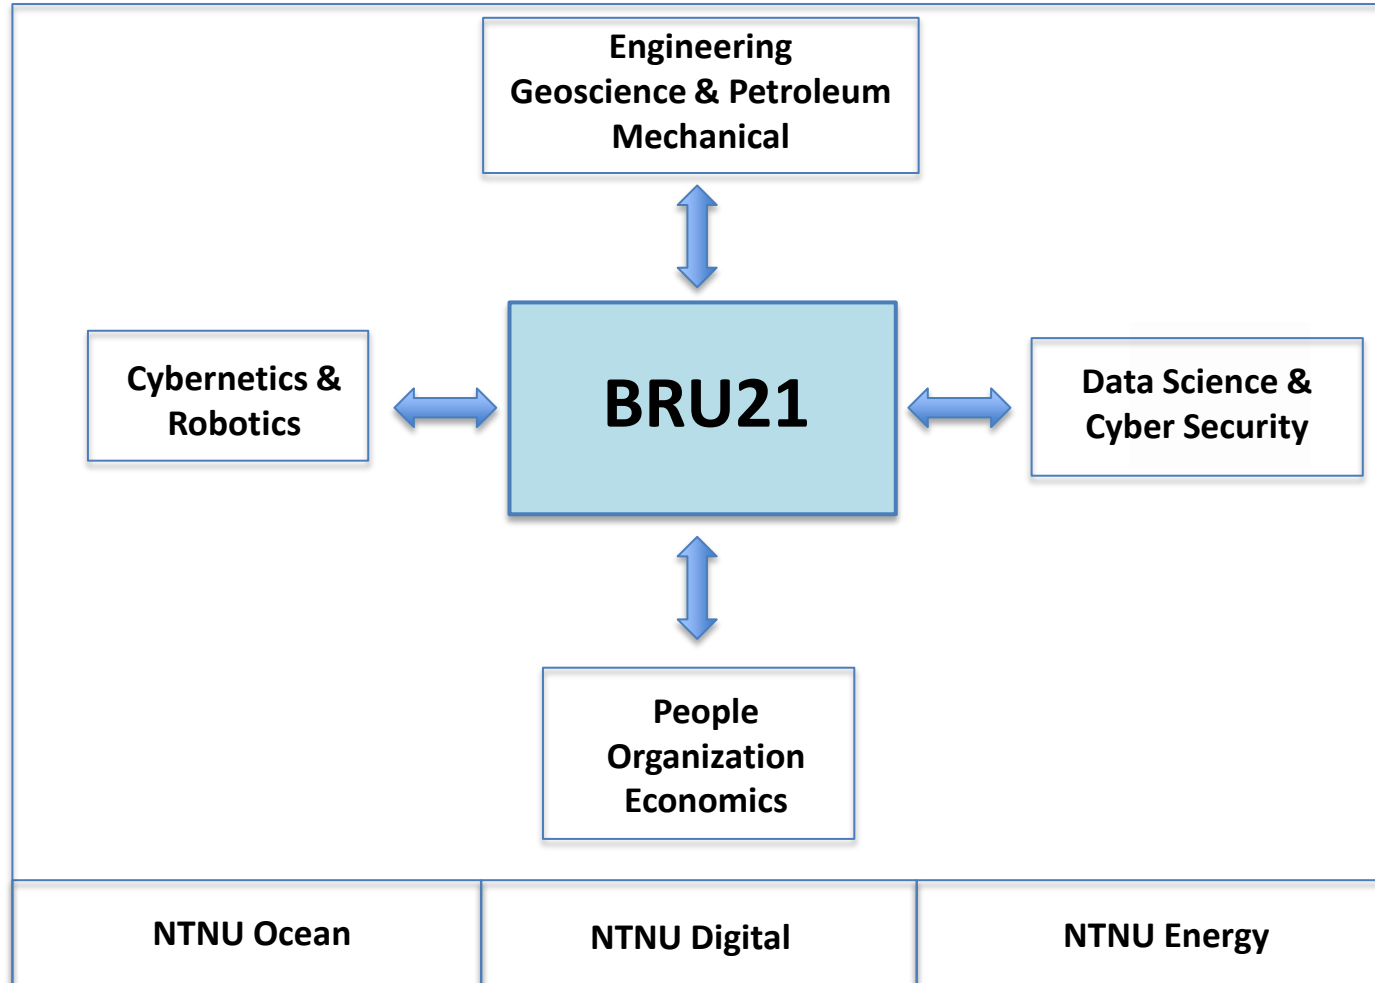 Engineering
Geoscience & Petroleum
Mechanical
Cybernetics &
Robotics
BRU21
Data Science &
Cyber Security
People
Organization
Economics
NTNU Ocean
NTNU Digital
NTNU Energy